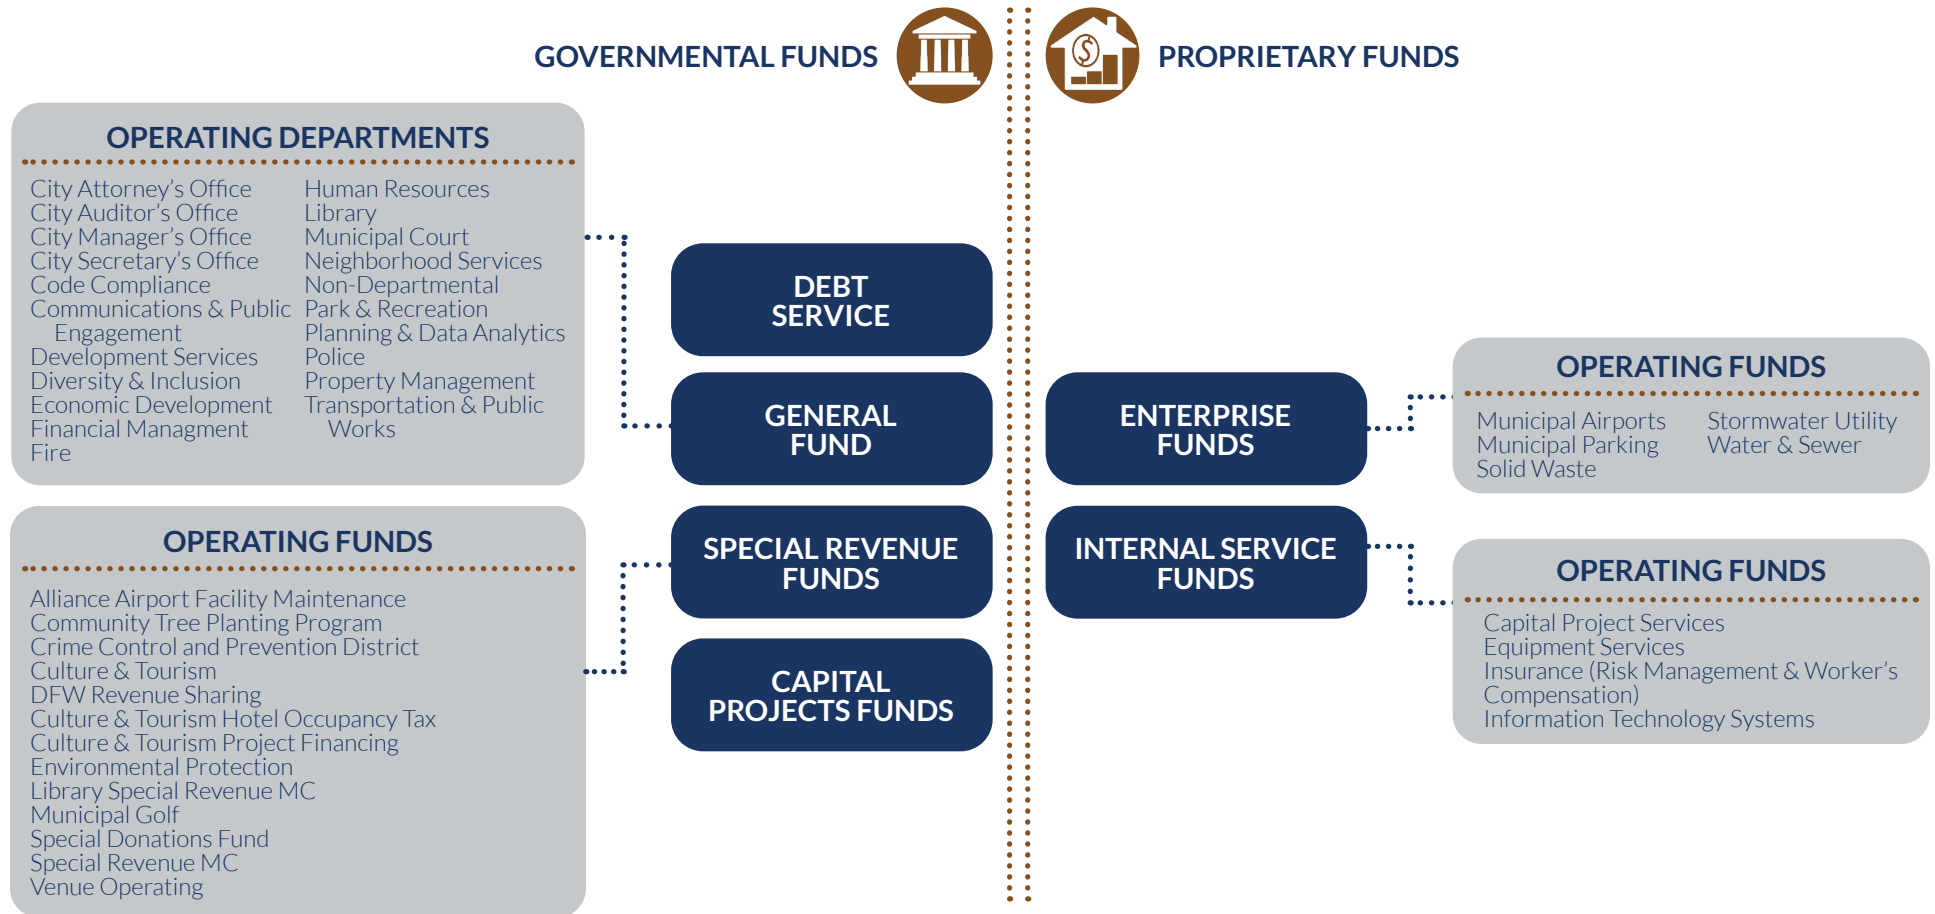 GOVERNMENTAL FUNDS
PROPRIETARY FUNDS
OPERATING DEPARTMENTS
City Attorney’s Office
City Auditor’s Office
City Manager’s Office
City Secretary’s Office
Code Compliance
Communications & Public
Engagement
Development Services
Diversity & Inclusion
Economic Development
Financial Managment
Fire
Human Resources
Library
Municipal Court
Neighborhood Services
Non-Departmental
Park & Recreation
Planning & Data Analytics
Police
Property Management
Transportation & Public
Works
OPERATING FUNDS
Alliance Airport Facility Maintenance
Community Tree Planting Program
Crime Control and Prevention District
Culture & Tourism
DFW Revenue Sharing
Culture & Tourism Hotel Occupancy Tax
Culture & Tourism Project Financing
Environmental Protection
Library Special Revenue MC
Municipal Golf
Special Donations Fund
Special Revenue MC
Venue Operating
DEBT
SERVICE
GENERAL
FUND
SPECIAL REVENUE
FUNDS
CAPITAL
PROJECTS FUNDS
$
ENTERPRISE
FUNDS
INTERNAL SERVICE
FUNDS
OPERATING FUNDS
Municipal Airports
Municipal Parking
Solid Waste
Stormwater Utility
Water & Sewer
OPERATING FUNDS
Capital Project Services
Equipment Services
Insurance (Risk Management & Worker’s
Compensation)
Information Technology Systems